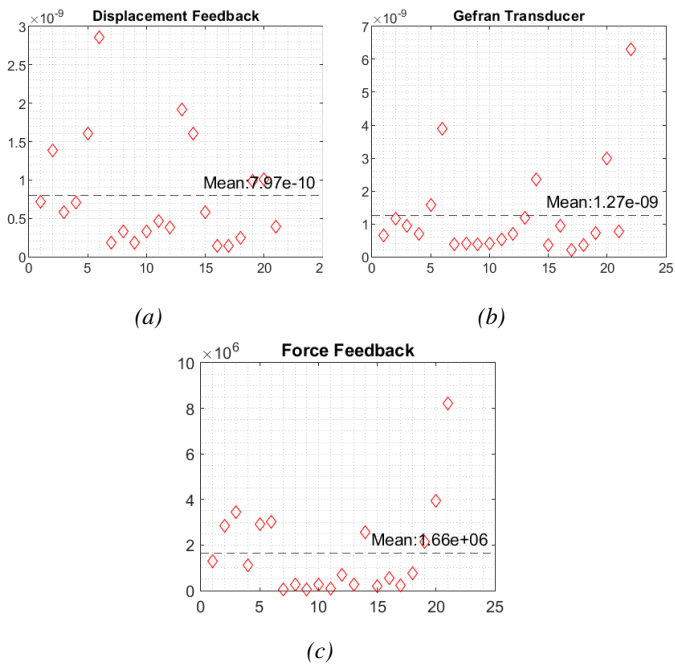 Displacement Feedback
×10^-9
3
2.5
2
1.5
1
0.5
0
0 5 10 15 20 2
Mean:7.97e-10
(a)
Gefran Transducer
×10^-9
7
6
5
4
3
2
1
0
0 5 10 15 20 25
Mean:1.27e-09
(b)
Force Feedback
×10^6
10
8
6
4
2
0
0 5 10 15 20 25
Mean:1.66e+06
(c)